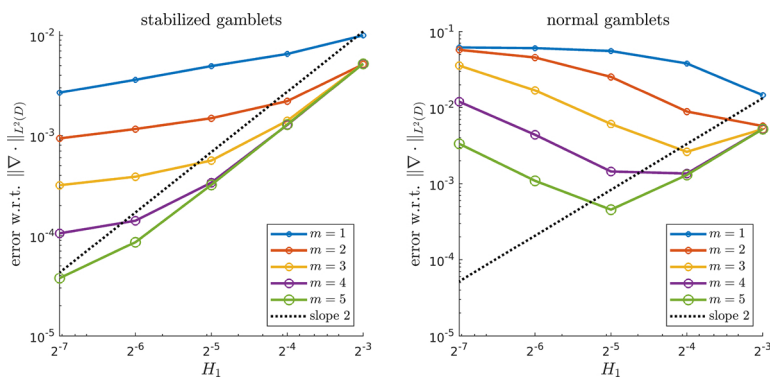 stabilized gamblets
error w.r.t. ‖∇ · ‖_{L²(D)}
10^{-2}
10^{-3}
10^{-4}
10^{-5}
m = 1
m = 2
m = 3
m = 4
m = 5
slope 2
2^{-7} 2^{-6} 2^{-5} 2^{-4} 2^{-3}
H_1
normal gamblets
error w.r.t. ‖∇ · ‖_{L²(D)}
10^{-1}
10^{-2}
10^{-3}
10^{-4}
10^{-5}
m = 1
m = 2
m = 3
m = 4
m = 5
slope 2
2^{-7} 2^{-6} 2^{-5} 2^{-4} 2^{-3}
H_1